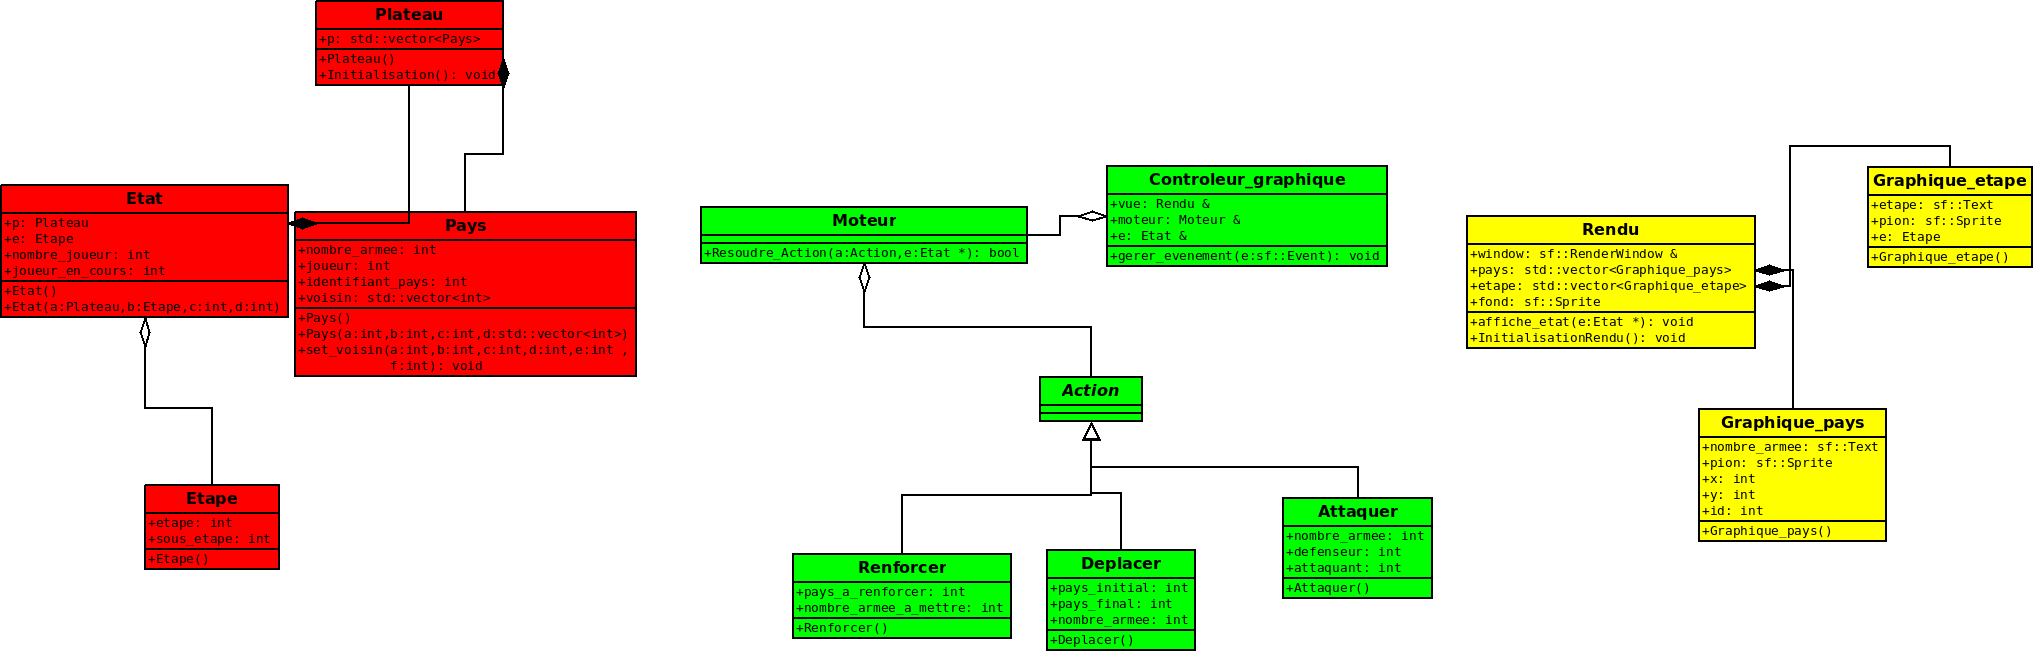 Plateau
+p: std::vector<Pays>
+Plateau()
+Initialisation(): void
Etat
+p: Plateau
+e: Etape
+nombre_joueur: int
+joueur_en_cours: int
+Etat()
+Etat(a:Plateau,b:Etape,c:int,d:int)
Pays
+nombre_armee: int
+joueur: int
+identifiant_pays: int
+voisin: std::vector<int>
+Pays()
+Pays(a:int,b:int,c:int,d:std::vector<int>)
+set_voisin(a:int,b:int,c:int,d:int,e:int ,
f:int): void
Etape
+etape: int
+sous_etape: int
+Etape()
Moteur
+Resoudre_Action(a:Action,e:Etat *): bool
Controleur_graphique
+vue: Rendu &
+moteur: Moteur &
+e: Etat &
+gerer_evenement(e:sf::Event): void
Action
Renforcer
+pays_a_renforcer: int
+nombre_armee_a_mettre: int
+Renforcer()
Deplacer
+pays_initial: int
+pays_final: int
+nombre_armee: int
+Deplacer()
Attaquer
+nombre_armee: int
+defenseur: int
+attaquant: int
+Attaquer()
Rendu
+window: sf::RenderWindow &
+pays: std::vector<Graphique_pays>
+etape: std::vector<Graphique_etape>
+fond: sf::Sprite
+affiche_etat(e:Etat *): void
+InitialisationRendu(): void
Graphique_etape
+etape: sf::Text
+pion: sf::Sprite
+e: Etape
+Graphique_etape()
Graphique_pays
+nombre_armee: sf::Text
+pion: sf::Sprite
+x: int
+y: int
+id: int
+Graphique_pays()